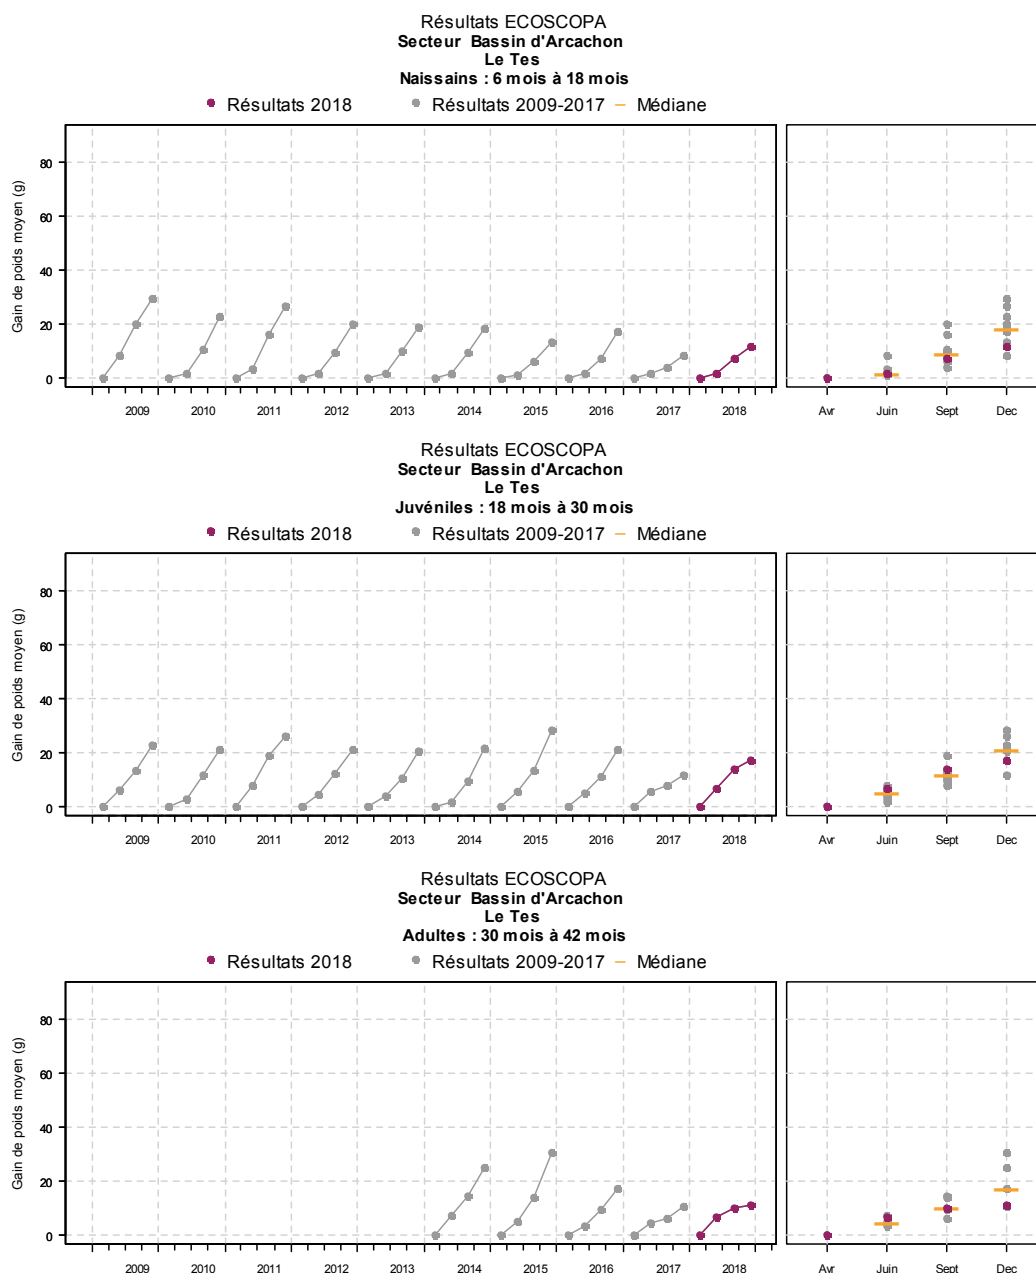 Résultats ECOSCOPA
Secteur Bassin d'Arcachon
Le Tes
Naissains : 6 mois à 18 mois
Résultats 2018 Résultats 2009-2017 Médiane
Gain de poids moyen (g)
80
60
40
20
0
2009 2010 2011 2012 2013 2014 2015 2016 2017 2018
Avr Juin Sept Dec
Résultats ECOSCOPA
Secteur Bassin d'Arcachon
Le Tes
Juvéniles : 18 mois à 30 mois
Résultats 2018 Résultats 2009-2017 Médiane
Gain de poids moyen (g)
80
60
40
20
0
2009 2010 2011 2012 2013 2014 2015 2016 2017 2018
Avr Juin Sept Dec
Résultats ECOSCOPA
Secteur Bassin d'Arcachon
Le Tes
Adultes : 30 mois à 42 mois
Résultats 2018 Résultats 2009-2017 Médiane
Gain de poids moyen (g)
80
60
40
20
0
2009 2010 2011 2012 2013 2014 2015 2016 2017 2018
Avr Juin Sept Dec